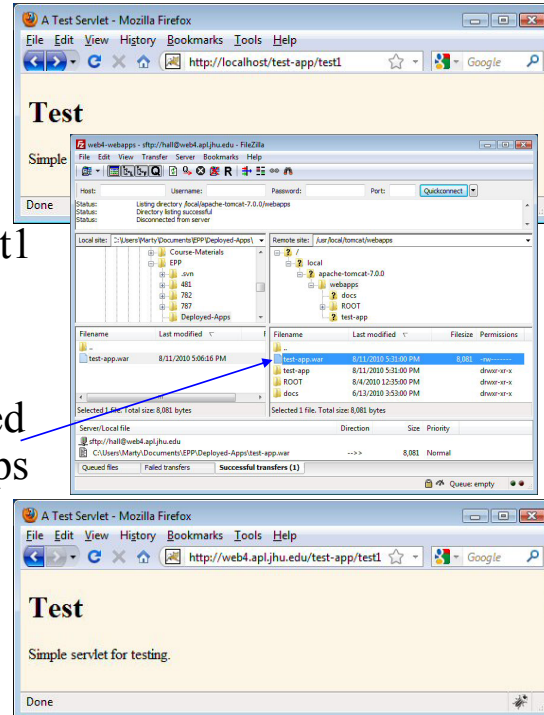 A Test Servlet - Mozilla Firefox
File Edit View History Bookmarks Tools Help
http://localhost/test-app/test1
Google
Test
Simple
Done
t1
ed
ps
web4-webapps - sftp://hall@web4.apl.jhu.edu - FileZilla
File Edit View Transfer Server Bookmarks Help
Host: Username: Password: Port: Quickconnect
Status: Listing directory /local/apache-tomcat-7.0.0/webapps
Status: Directory listing successful
Status: Disconnected from server
Local site: C:\Users\Marty\Documents\EPP\Deployed-Apps\
Course-Materials
EPP
.svn
481
782
787
Deployed-Apps
Remote site: /usr/local/tomcat/webapps
/
local
apache-tomcat-7.0.0
webapps
docs
ROOT
test-app
Filename Last modified
..
test-app.war 8/11/2010 5:06:16 PM
Selected 1 file. Total size: 8,081 bytes
Filename Last modified Filesize Permissions
..
test-app.war 8/11/2010 5:31:00 PM 8,081 -rw-------
test-app 8/11/2010 5:31:00 PM drwxr-xr-x
ROOT 8/4/2010 12:35:00 PM drwxr-xr-x
docs 6/13/2010 3:53:00 PM drwxr-xr-x
Selected 1 file. Total size: 8,081 bytes
Server/Local file Direction Size Priority
sftp://hall@web4.apl.jhu.edu
C:\Users\Marty\Documents\EPP\Deployed-Apps\test-app.war -->> 8,081 Normal
Queued files Failed transfers Successful transfers (1)
Queue: empty
A Test Servlet - Mozilla Firefox
File Edit View History Bookmarks Tools Help
http://web4.apl.jhu.edu/test-app/test1
Google
Test
Simple servlet for testing.
Done